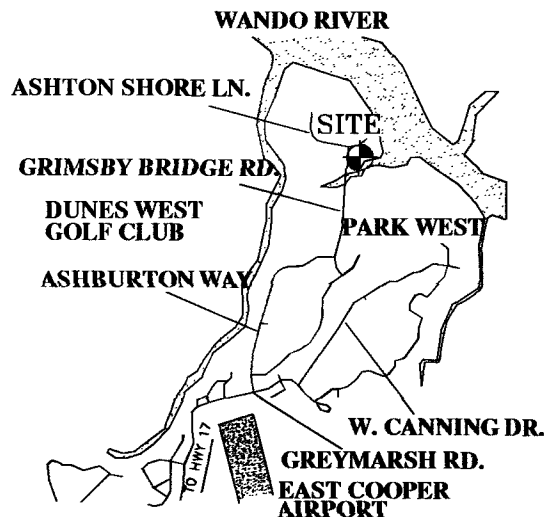 WANDO RIVER
ASHTON SHORE LN.
SITE
GRIMSBY BRIDGE RD.
DUNES WEST
GOLF CLUB
PARK WEST
ASHBURTON WAY
W. CANNING DR.
TO HWY 17
GREYMARSH RD.
EAST COOPER
AIRPORT